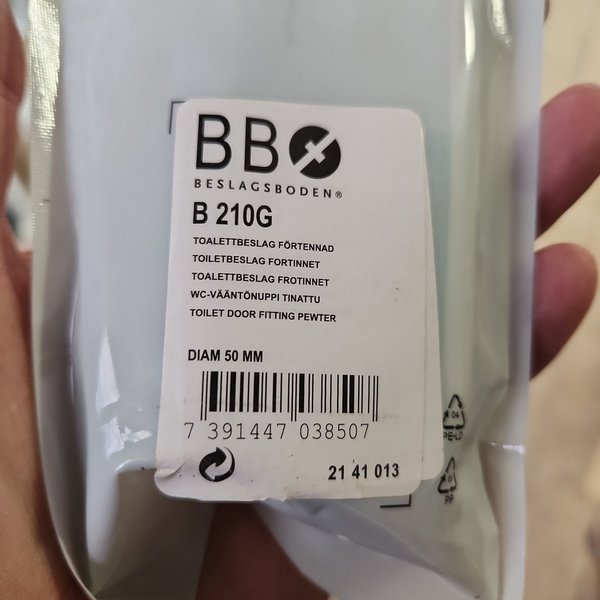 BB
BESLAGSBODEN®
B 210G
TOALETTBESLAG FÖRTENNAD
TOILETBESLAG FORTINNET
TOALETTBESLAG FROTINNET
WC-VÄÄNTÖNUPPI TINATTU
TOILET DOOR FITTING PEWTER
DIAM 50 MM
7 391447 038507
21 41 013
04
PE-LD
PP